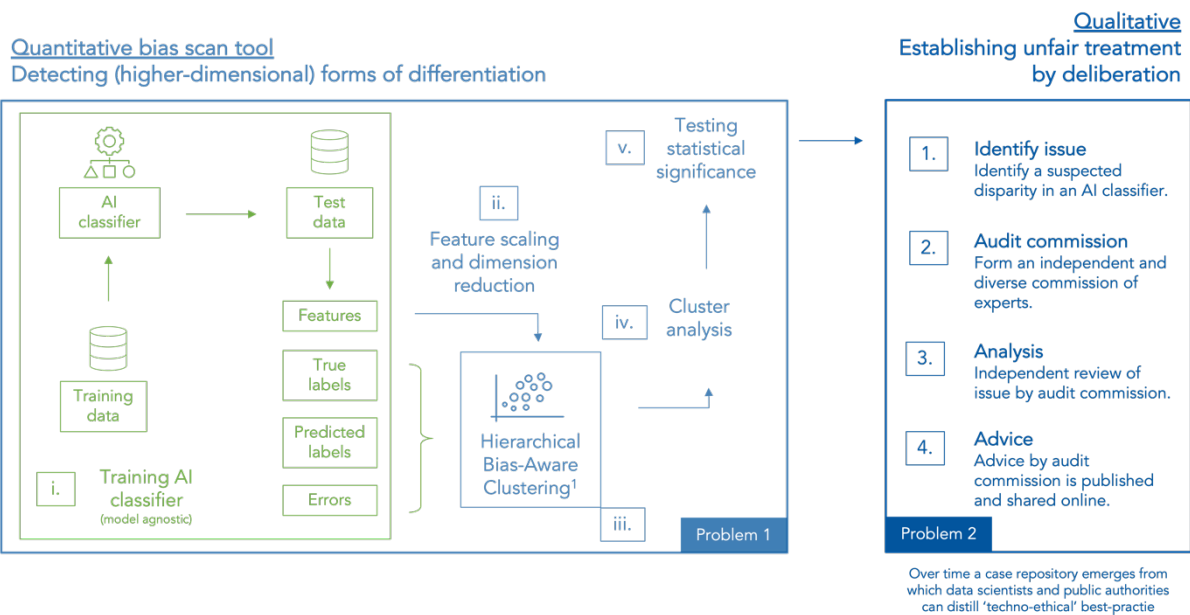 Quantitative bias scan tool
Detecting (higher-dimensional) forms of differentiation
AI
classifier
Test
data
Features
True
labels
Predicted
labels
Errors
Training
data
i.
Training AI
classifier
(model agnostic)
ii.
Feature scaling
and dimension
reduction
Hierarchical
Bias-Aware
Clustering¹
iii.
iv.
Cluster
analysis
v.
Testing
statistical
significance
Problem 1
Qualitative
Establishing unfair treatment
by deliberation
1.
Identify issue
Identify a suspected
disparity in an AI classifier.
2.
Audit commission
Form an independent and
diverse commission of
experts.
3.
Analysis
Independent review of
issue by audit commission.
4.
Advice
Advice by audit
commission is published
and shared online.
Problem 2
Over time a case repository emerges from
which data scientists and public authorities
can distill ‘techno-ethical’ best-practie